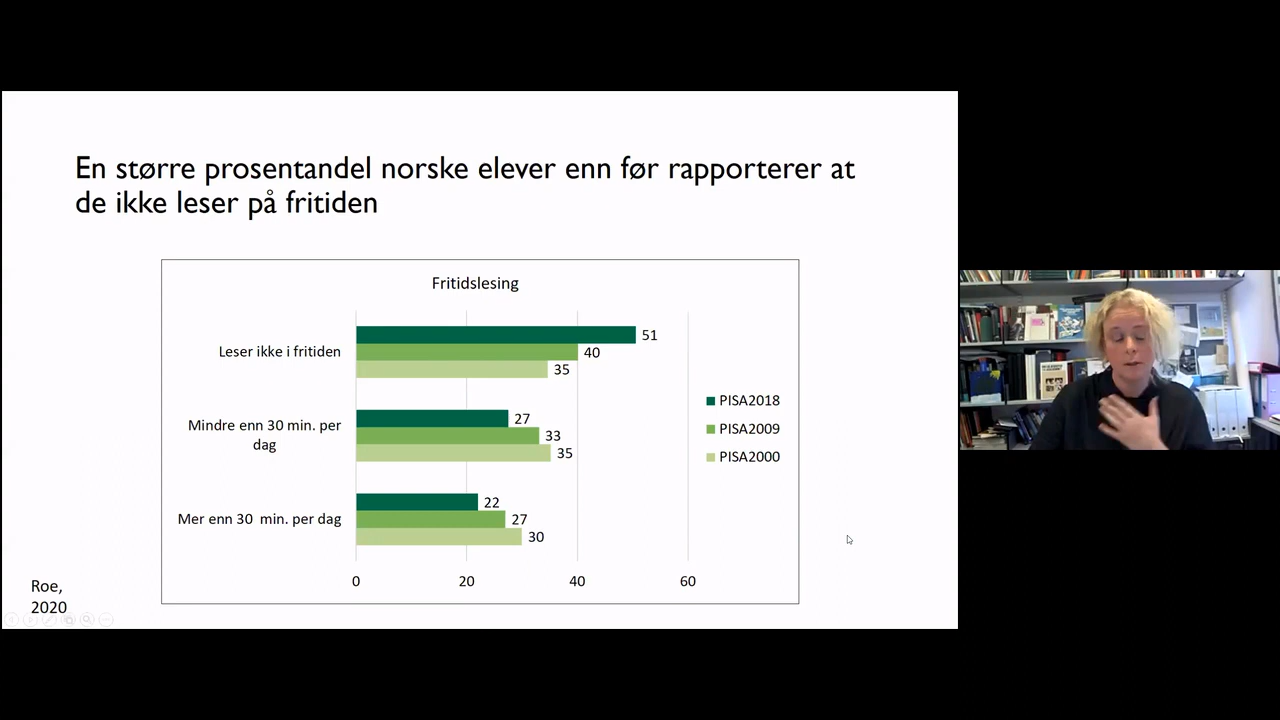 En større prosentandel norske elever enn før rapporterer at
de ikke leser på fritiden
Fritidslesing
Leser ikke i fritiden
51
40
35
Mindre enn 30 min. per
dag
27
33
35
Mer enn 30 min. per dag
22
27
30
0 20 40 60
PISA2018
PISA2009
PISA2000
Roe,
2020